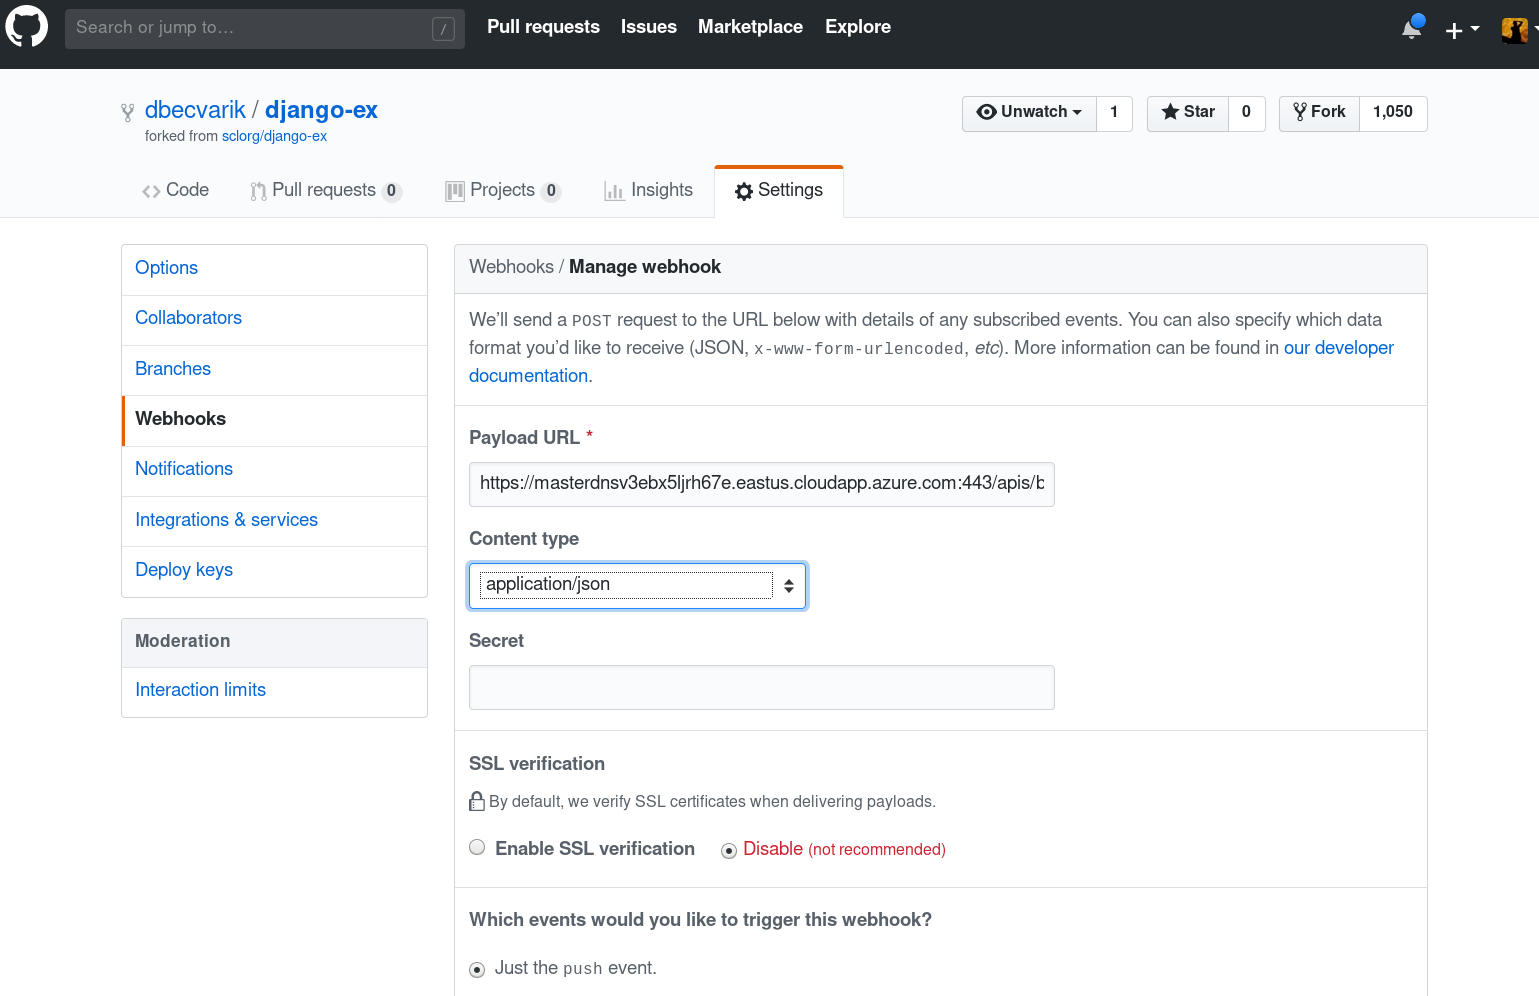 Search or jump to… /
Pull requests Issues Marketplace Explore
dbecvarik / django-ex
forked from sclorg/django-ex
Unwatch 1 Star 0 Fork 1,050
Code Pull requests 0 Projects 0 Insights Settings
Options
Collaborators
Branches
Webhooks
Notifications
Integrations & services
Deploy keys
Moderation
Interaction limits
Webhooks / Manage webhook
We’ll send a POST request to the URL below with details of any subscribed events. You can also specify which data
format you’d like to receive (JSON, x-www-form-urlencoded, etc). More information can be found in our developer
documentation.
Payload URL *
https://masterdnsv3ebx5ljrh67e.eastus.cloudapp.azure.com:443/apis/b
Content type
application/json
Secret
SSL verification
By default, we verify SSL certificates when delivering payloads.
Enable SSL verification Disable (not recommended)
Which events would you like to trigger this webhook?
Just the push event.